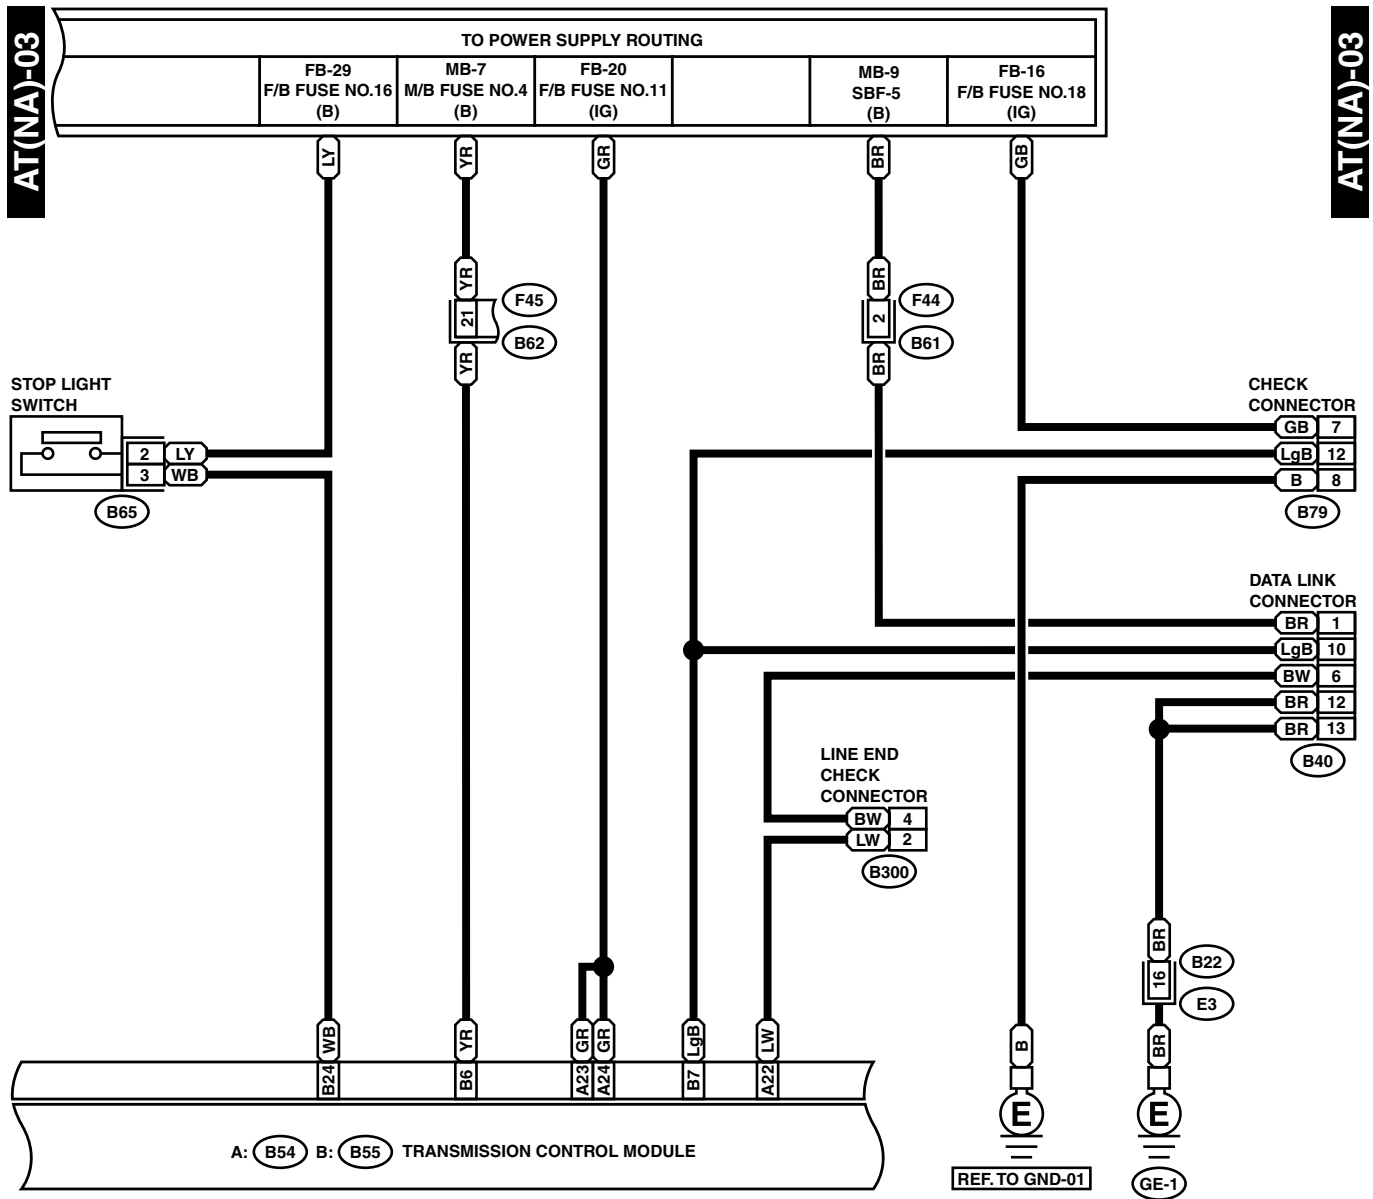 AT(NA)-03
AT(NA)-03
TO POWER SUPPLY ROUTING
FB-29
F/B FUSE NO.16
(B)
MB-7
M/B FUSE NO.4
(B)
FB-20
F/B FUSE NO.11
(IG)
MB-9
SBF-5
(B)
FB-16
F/B FUSE NO.18
(IG)
LY
YR
GR
BR
GB
YR
21
F45
B62
YR
BR
2
F44
B61
BR
STOP LIGHT
SWITCH
2 LY
3 WB
B65
CHECK
CONNECTOR
GB 7
LgB 12
B 8
B79
DATA LINK
CONNECTOR
BR 1
LgB 10
BW 6
BR 12
BR 13
B40
LINE END
CHECK
CONNECTOR
BW 4
LW 2
B300
BR
16
B22
E3
BR
WB
YR
GR
GR
LgB
LW
B
B24
B6
A23
A24
B7
A22
E
E
A: B54 B: B55 TRANSMISSION CONTROL MODULE
REF. TO GND-01
GE-1